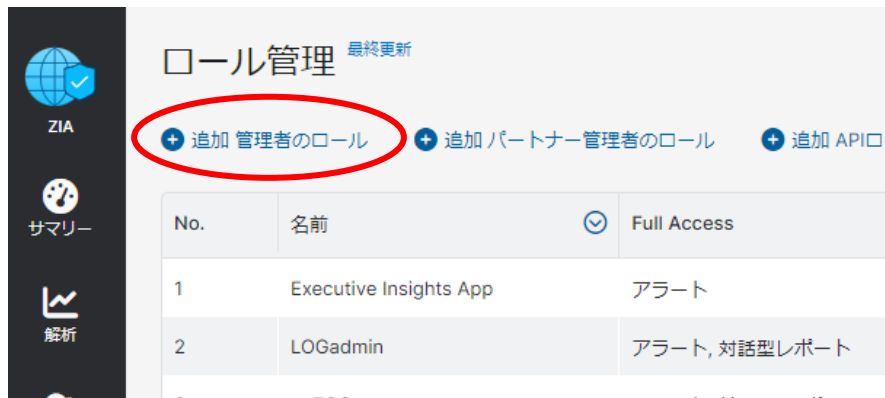 ロール管理 最終更新
ZIA
追加 管理者のロール 追加 パートナー管理者のロール 追加 APIロ
サマリー
No. 名前 Full Access
解析
1 Executive Insights App アラート
2 LOGadmin アラート, 対話型レポート